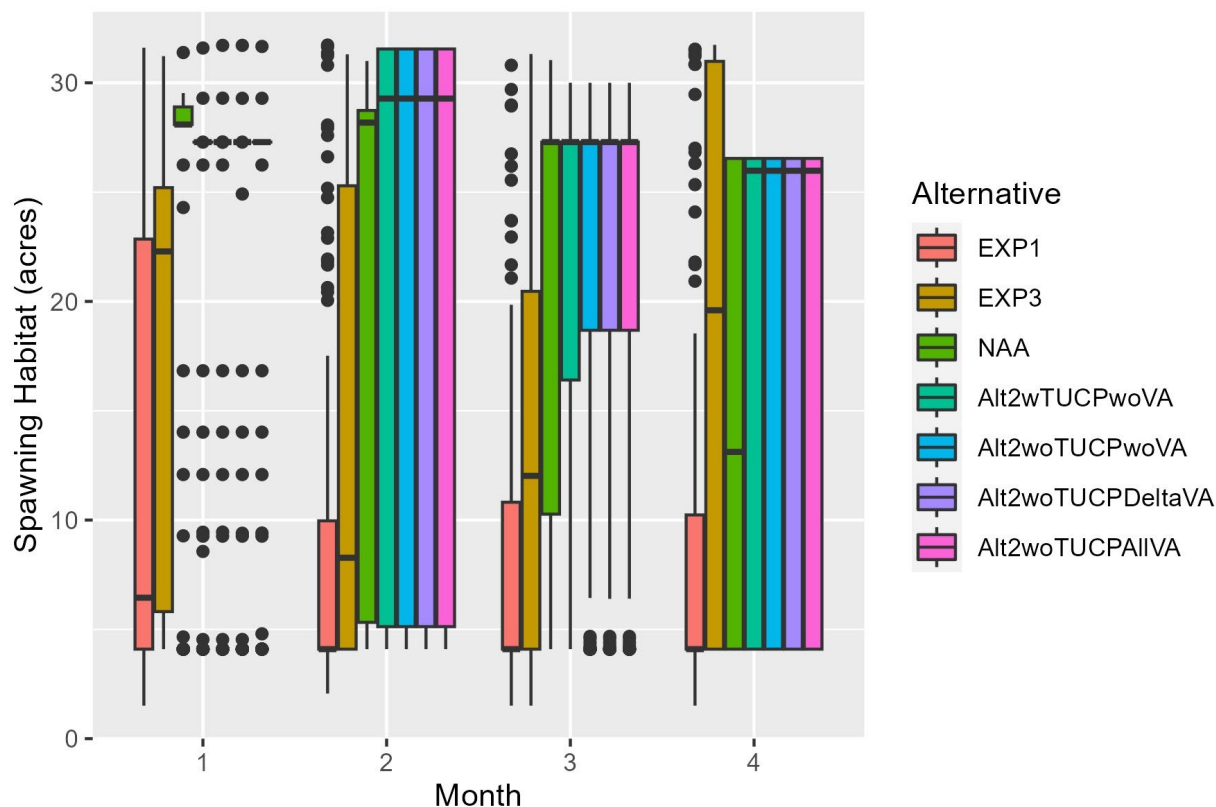 Spawning Habitat (acres)
30
20
10
0
1
2
3
4
Month
Alternative
EXP1
EXP3
NAA
Alt2wTUCPwoVA
Alt2woTUCPwoVA
Alt2woTUCPDeltaVA
Alt2woTUCPAllVA